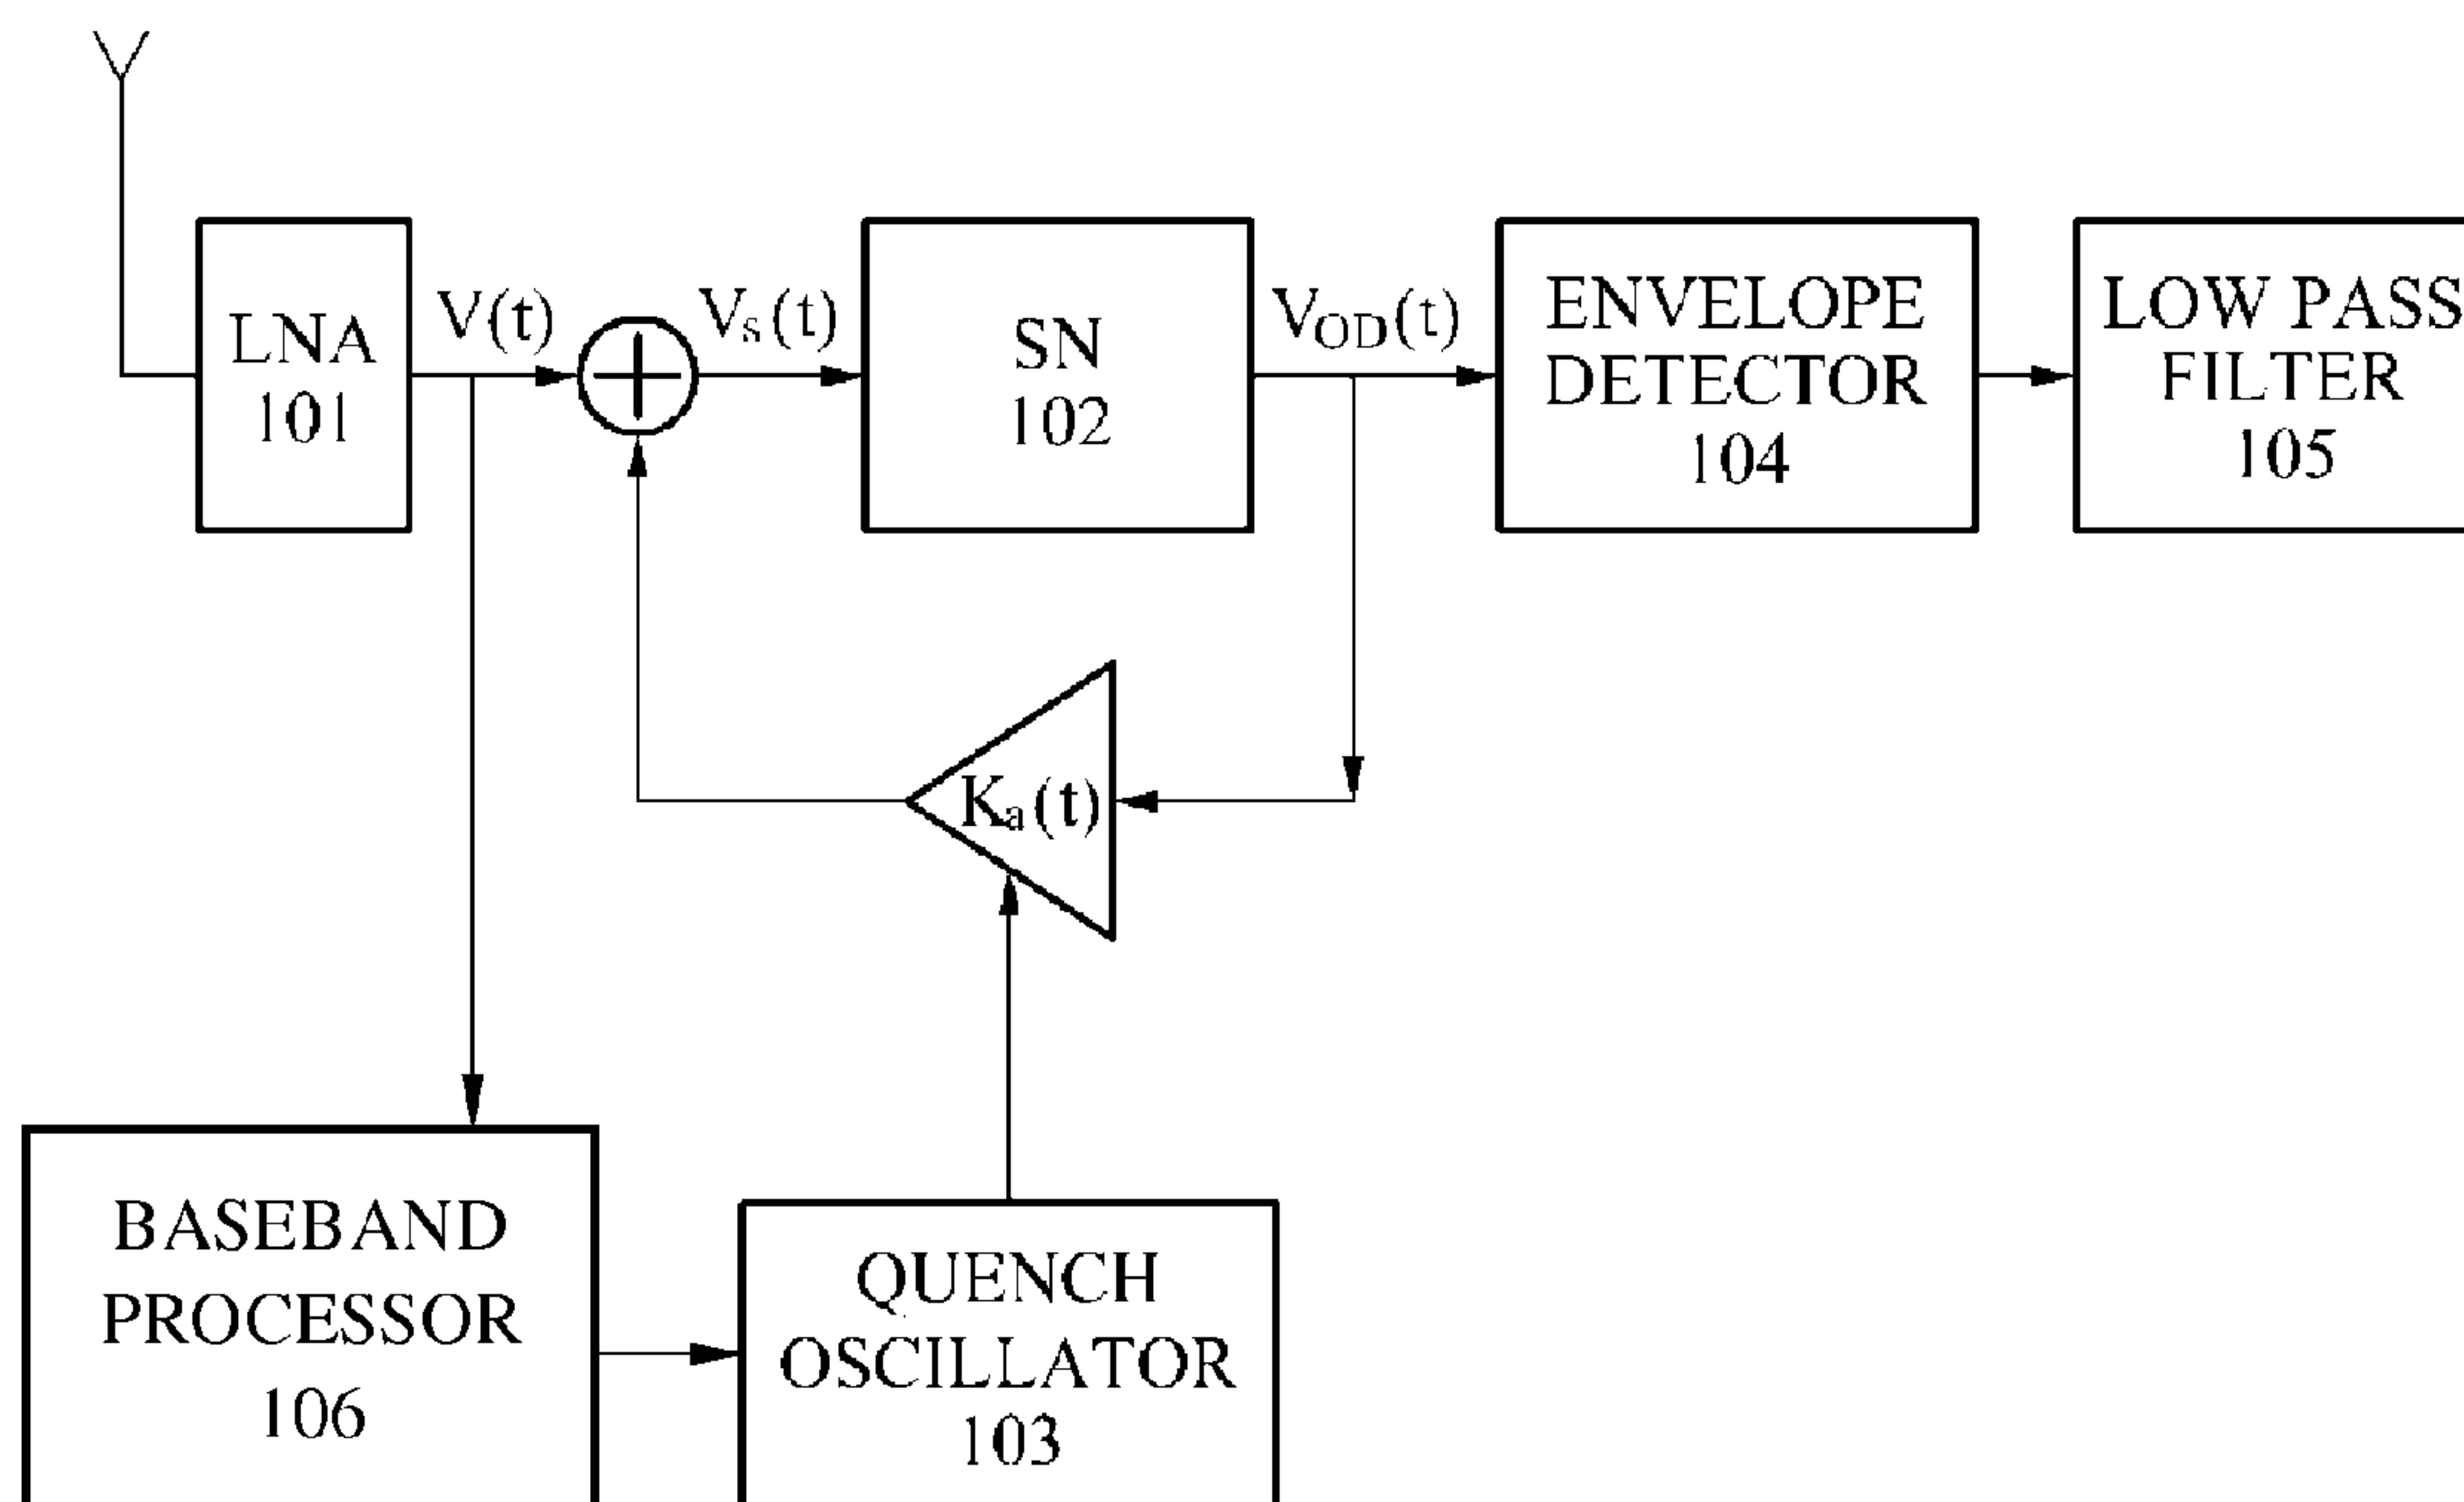 LNA
101
V(t)
Vs(t)
SN
102
VOD(t)
ENVELOPE
DETECTOR
104
LOW PASS
FILTER
105
Ka(t)
BASEBAND
PROCESSOR
106
QUENCH
OSCILLATOR
103